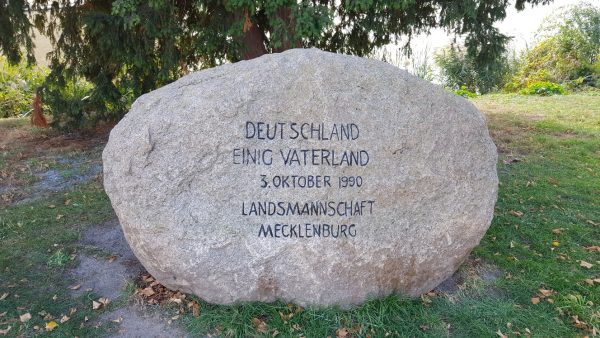 DEUTSCHLAND
EINIG VATERLAND
3. OKTOBER 1990
LANDSMANNSCHAFT
MECKLENBURG